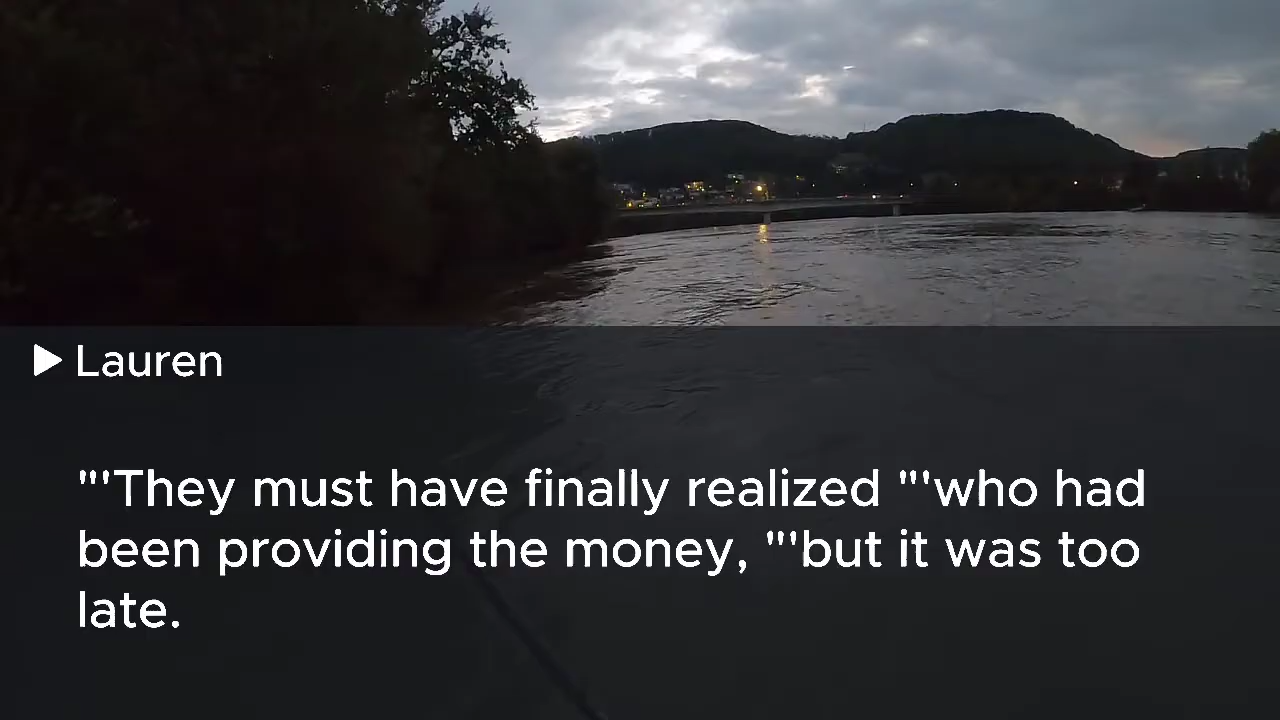 ▶ Lauren
"'They must have finally realized "'who had
been providing the money, "'but it was too
late.